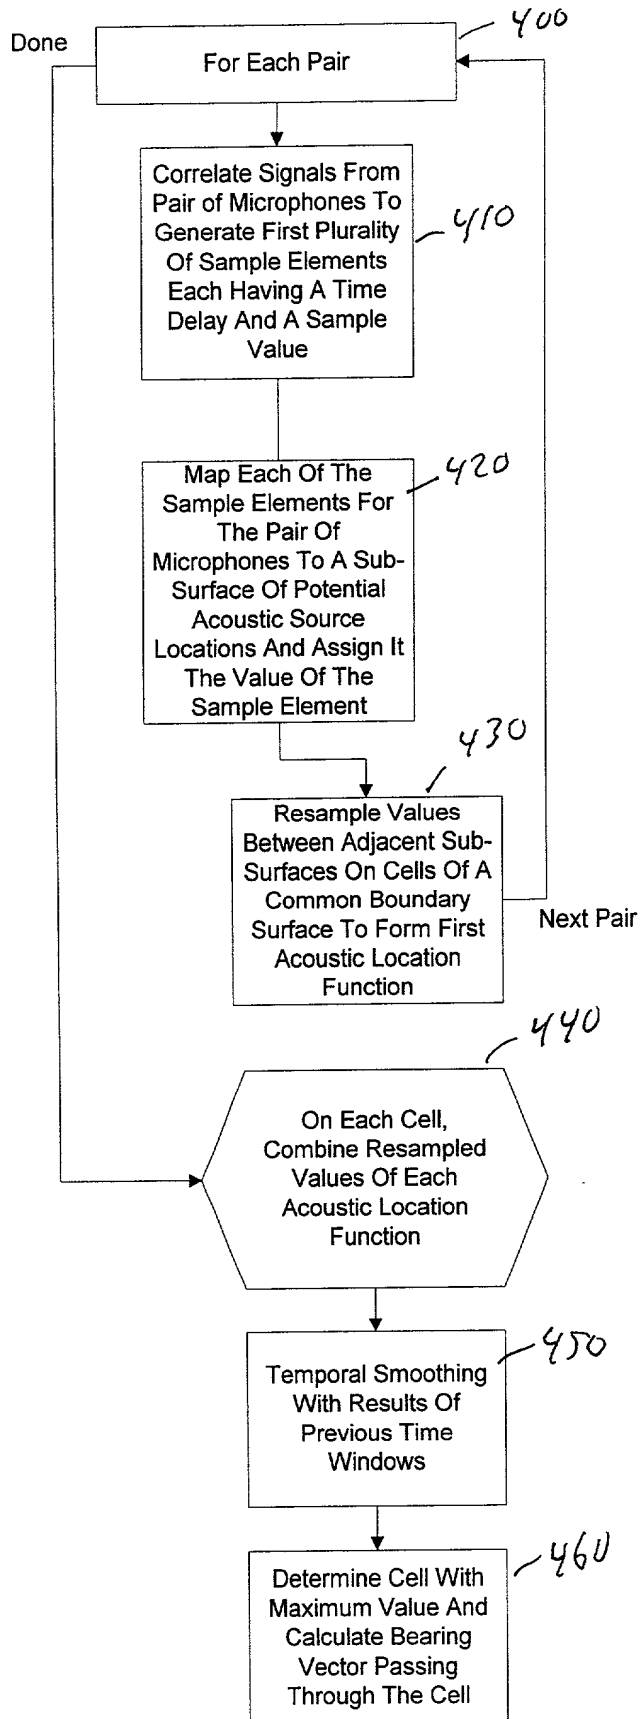 400
Done
For Each Pair
Correlate Signals From
Pair of Microphones To
Generate First Plurality
Of Sample Elements
Each Having A Time
Delay And A Sample
Value
410
420
Map Each Of The
Sample Elements For
The Pair Of
Microphones To A Sub-
Surface Of Potential
Acoustic Source
Locations And Assign It
The Value Of The
Sample Element
430
Resample Values
Between Adjacent Sub-
Surfaces On Cells Of A
Common Boundary
Surface To Form First
Acoustic Location
Function
Next Pair
440
On Each Cell,
Combine Resampled
Values Of Each
Acoustic Location
Function
450
Temporal Smoothing
With Results Of
Previous Time
Windows
460
Determine Cell With
Maximum Value And
Calculate Bearing
Vector Passing
Through The Cell